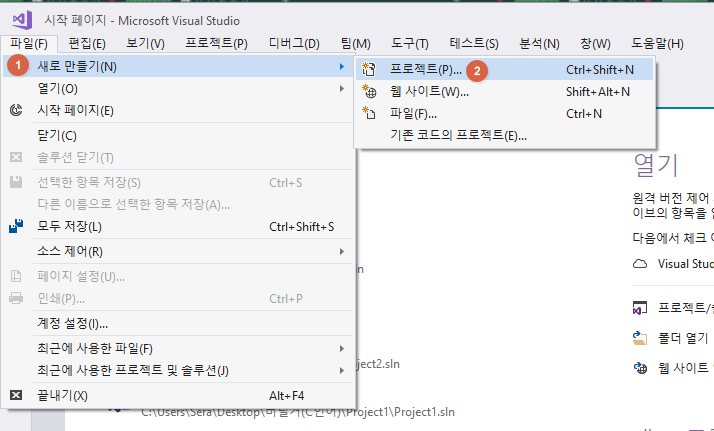 시작 페이지 - Microsoft Visual Studio
파일(F) 편집(E) 보기(V) 프로젝트(P) 디버그(D) 팀(M) 도구(T) 테스트(S) 분석(N) 창(W) 도움말(H)
1 새로 만들기(N)
열기(O)
시작 페이지(E)
닫기(C)
솔루션 닫기(T)
선택한 항목 저장(S) Ctrl+S
다른 이름으로 선택한 항목 저장(A)...
모두 저장(L) Ctrl+Shift+S
소스 제어(R)
페이지 설정(U)...
인쇄(P)... Ctrl+P
계정 설정(I)...
최근에 사용한 파일(F)
최근에 사용한 프로젝트 및 솔루션(J)
끝내기(X) Alt+F4
프로젝트(P)... 2 Ctrl+Shift+N
웹 사이트(W)... Shift+Alt+N
파일(F)... Ctrl+N
기존 코드의 프로젝트(E)...
열기
원격 버전 제어
이브의 항목을
다음에서 체크
Visual Stud
프로젝트/
폴더 열기
웹 사이트
ject2.sln
\Project1\Project1.sln